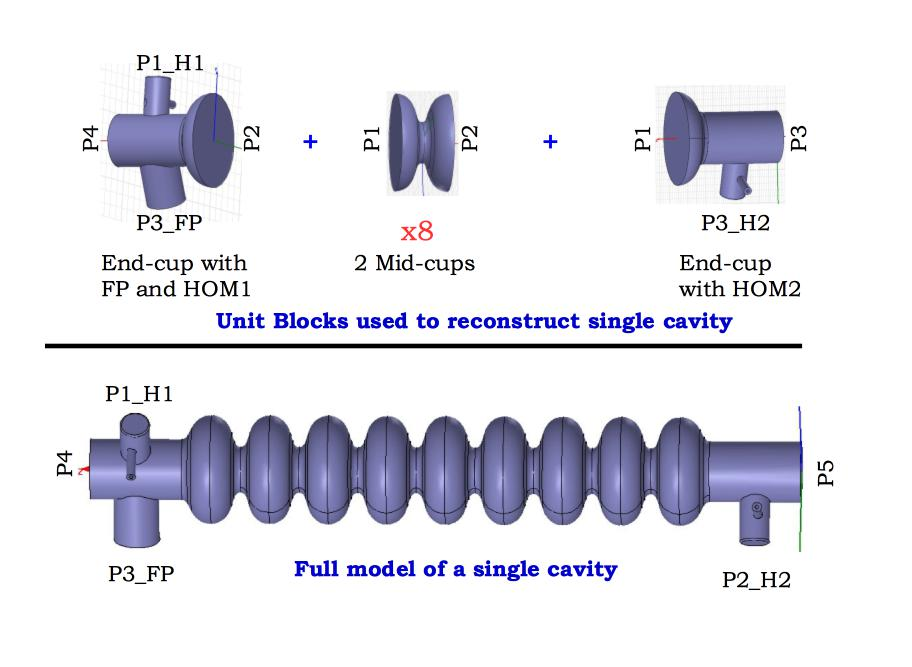 P1_H1
P4
P2
P3_FP
End-cup with
FP and HOM1
+
P1
P2
x8
2 Mid-cups
+
P1
P3
P3_H2
End-cup
with HOM2
Unit Blocks used to reconstruct single cavity
P1_H1
P4
P5
P3_FP
P2_H2
Full model of a single cavity